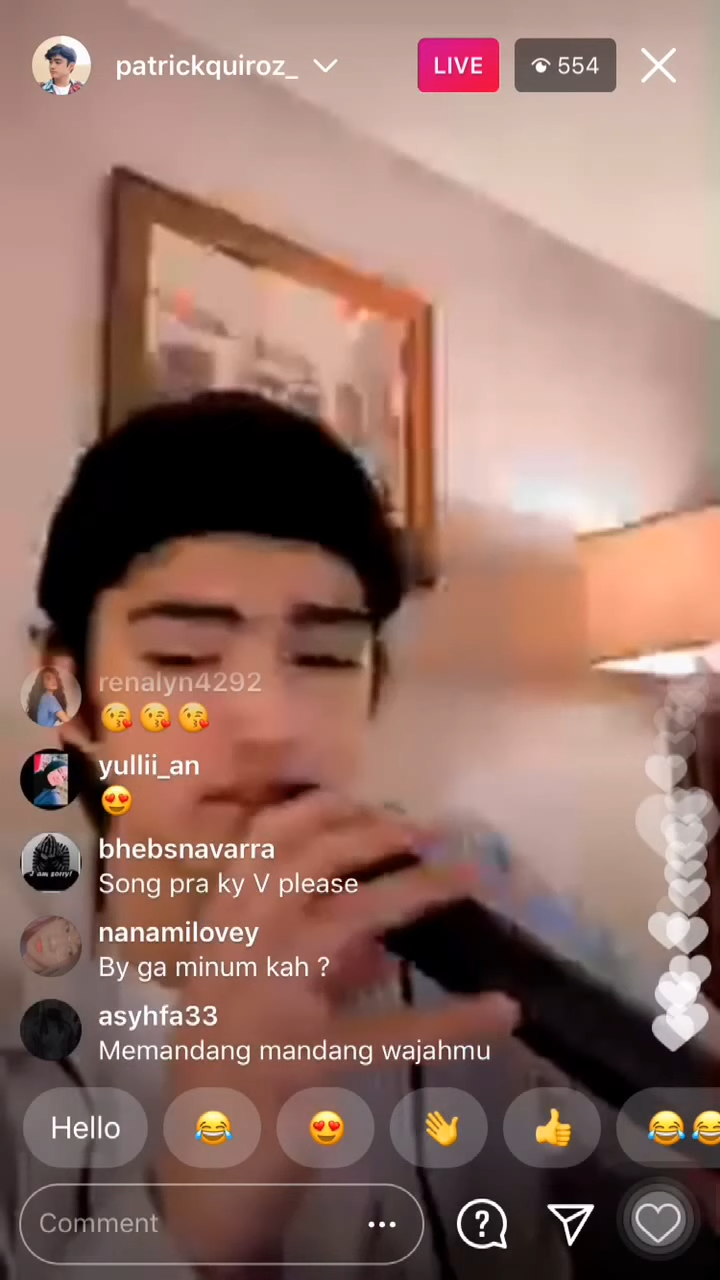 patrickquiroz_
LIVE
554
renalyn4292
😘😘😘
yullii_an
😍
bhebsnavarra
Song pra ky V please
nanamilovey
By ga minum kah ?
asyhfa33
Memandang mandang wajahmu
Hello
Comment